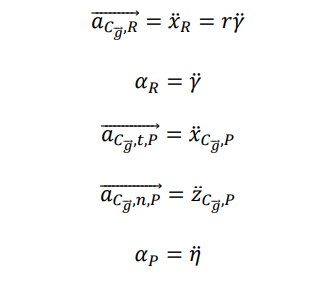 $\overrightarrow{a_{C_{\vec{g}},R}} = \ddot{x}_R = r\ddot{\gamma}$
$\alpha_R = \ddot{\gamma}$
$\overrightarrow{a_{C_{\vec{g}},t,P}} = \ddot{x}_{C_{\vec{g}},P}$
$\overrightarrow{a_{C_{\vec{g}},n,P}} = \ddot{z}_{C_{\vec{g}},P}$
$\alpha_P = \ddot{\eta}$